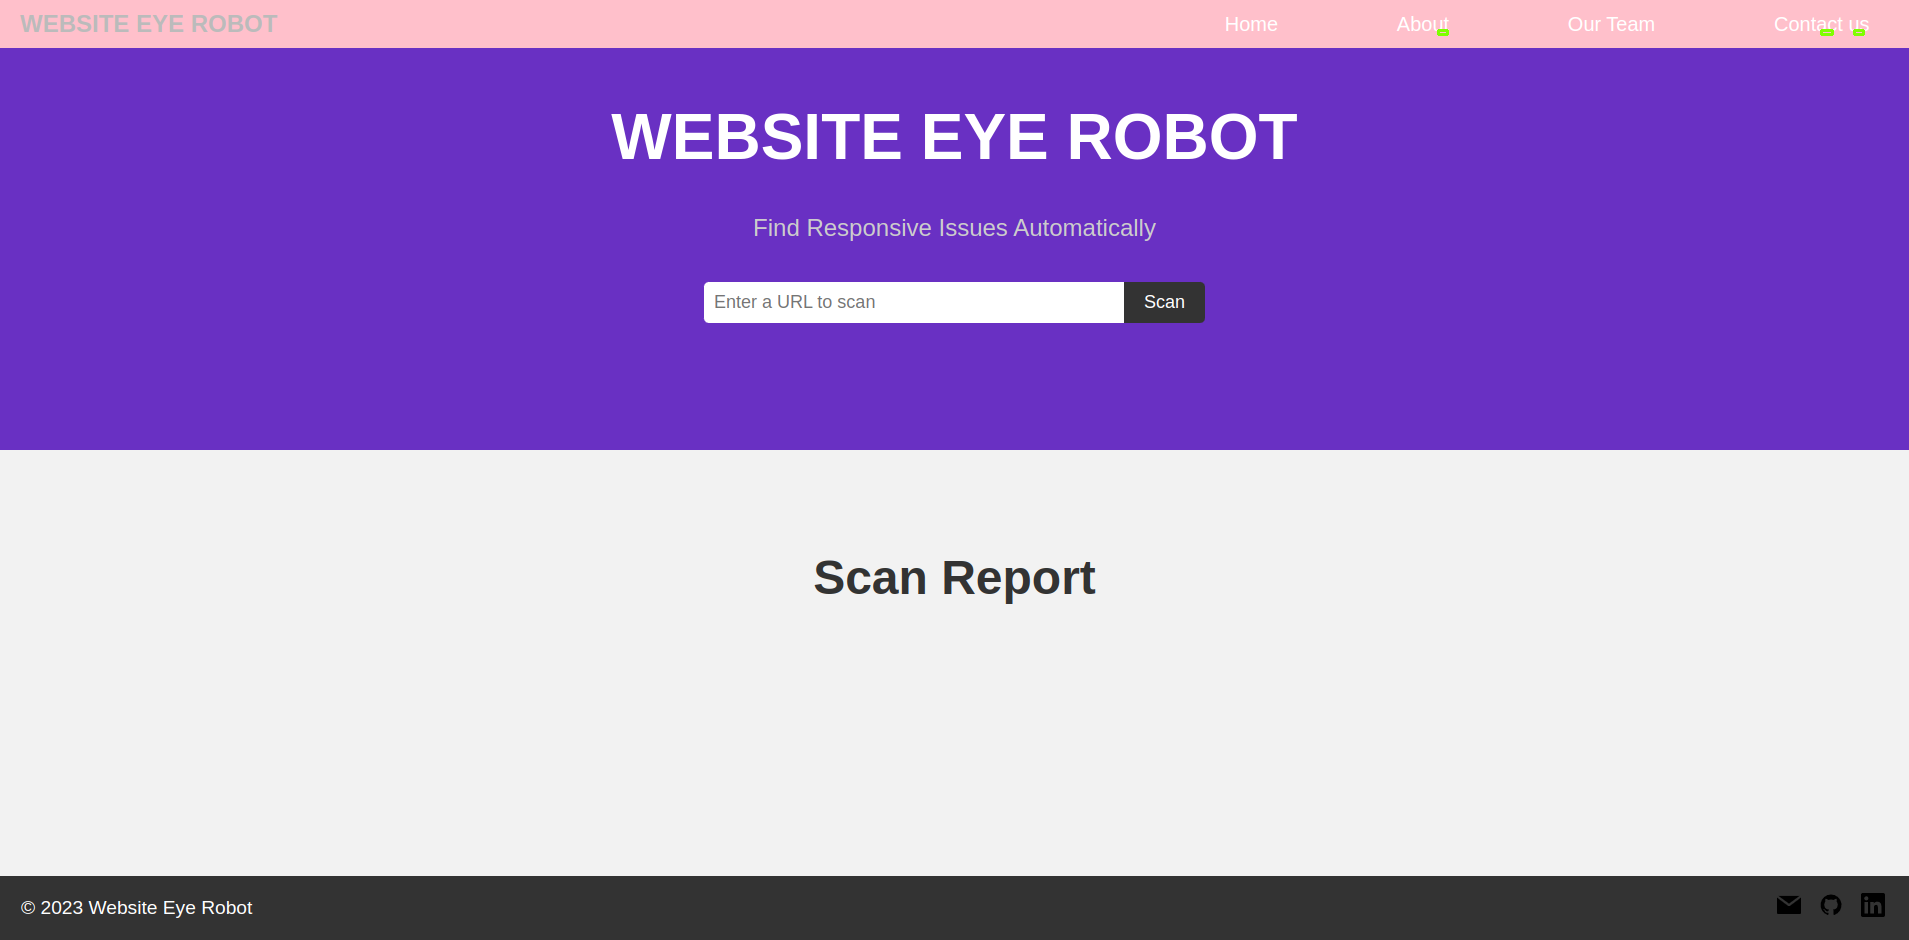 WEBSITE EYE ROBOT
Home About Our Team Contact us
WEBSITE EYE ROBOT
Find Responsive Issues Automatically
Enter a URL to scan Scan
Scan Report
© 2023 Website Eye Robot
in